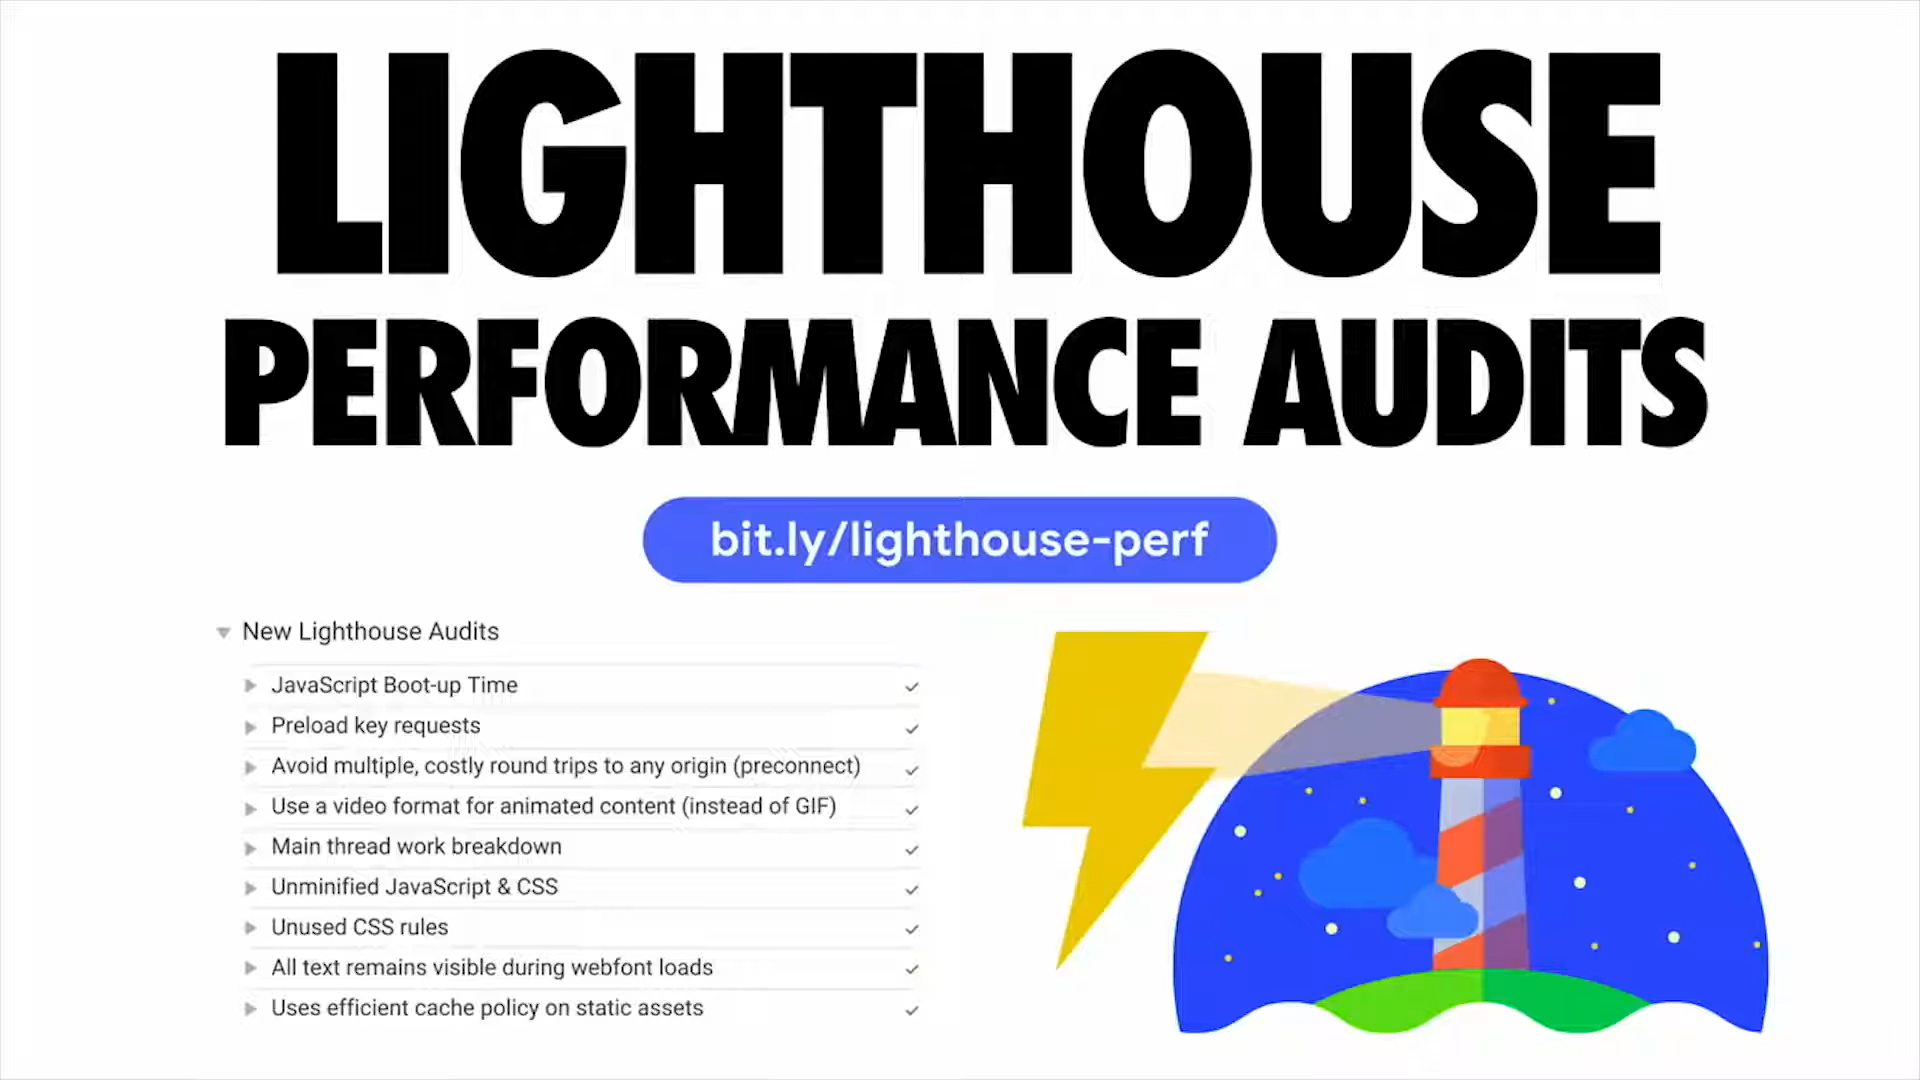 LIGHTHOUSE
PERFORMANCE AUDITS
bit.ly/lighthouse-perf
New Lighthouse Audits
JavaScript Boot-up Time
Preload key requests
Avoid multiple, costly round trips to any origin (preconnect)
Use a video format for animated content (instead of GIF)
Main thread work breakdown
Unminified JavaScript & CSS
Unused CSS rules
All text remains visible during webfont loads
Uses efficient cache policy on static assets